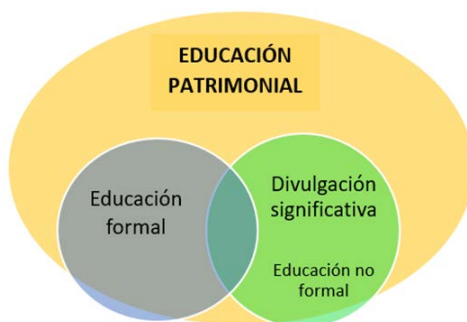 EDUCACIÓN
PATRIMONIAL
Educación
formal
Divulgación
significativa
Educación no
formal